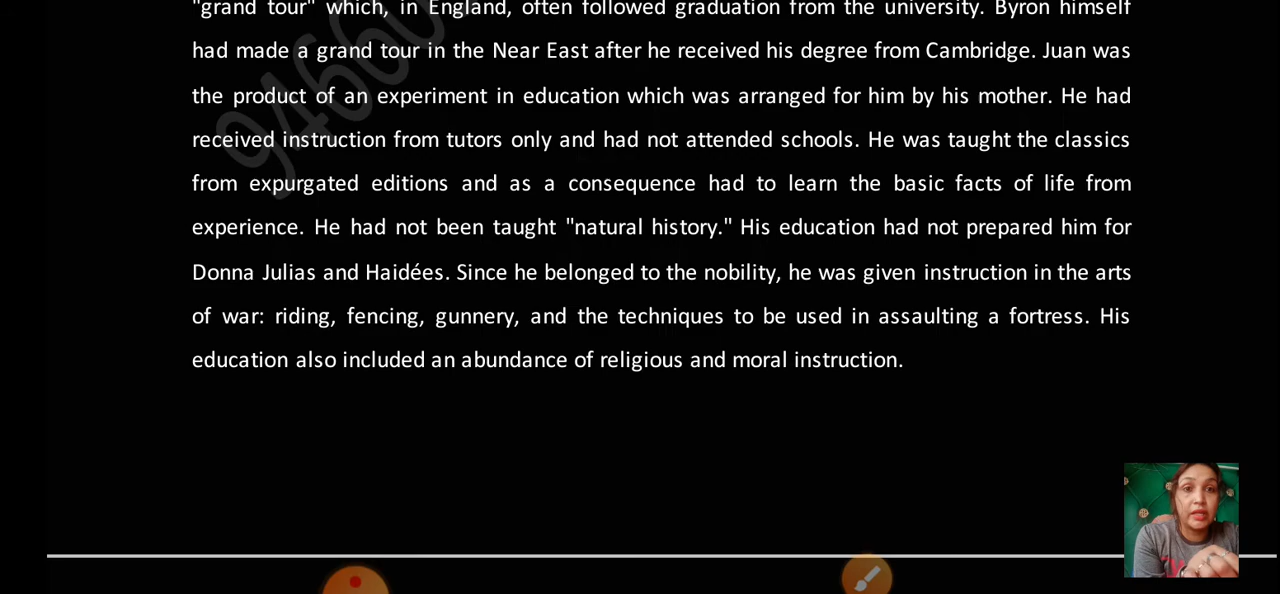 "grand tour" which, in England, often followed graduation from the university. Byron himself
had made a grand tour in the Near East after he received his degree from Cambridge. Juan was
the product of an experiment in education which was arranged for him by his mother. He had
received instruction from tutors only and had not attended schools. He was taught the classics
from expurgated editions and as a consequence had to learn the basic facts of life from
experience. He had not been taught "natural history." His education had not prepared him for
Donna Julias and Haidées. Since he belonged to the nobility, he was given instruction in the arts
of war: riding, fencing, gunnery, and the techniques to be used in assaulting a fortress. His
education also included an abundance of religious and moral instruction.